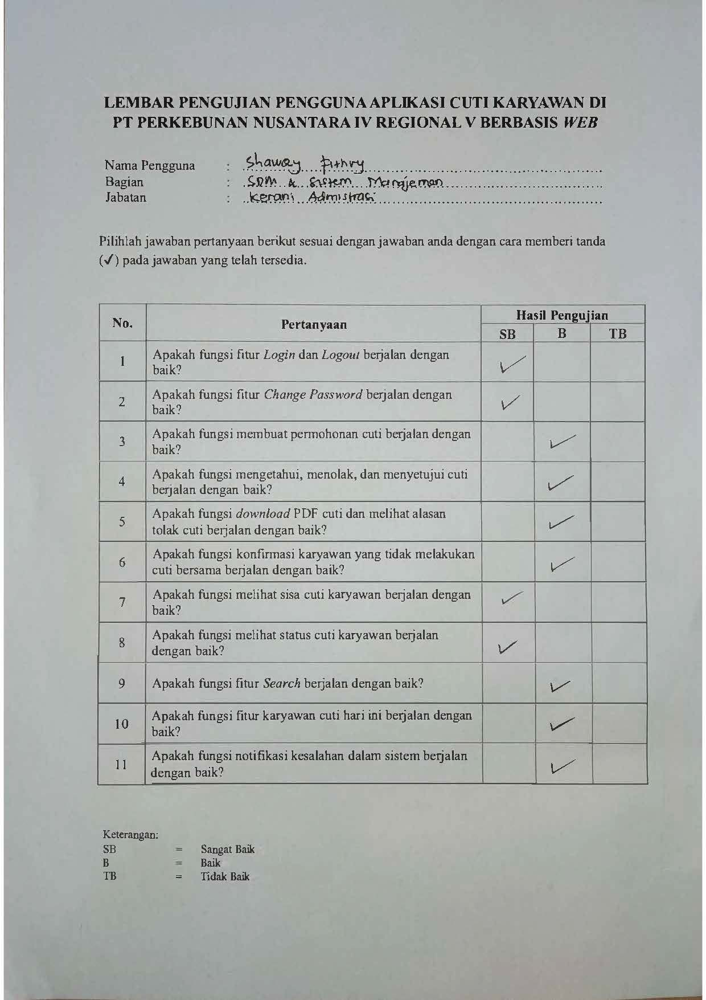 LEMBAR PENGUJIAN PENGGUNA APLIKASI CUTI KARYAWAN DI
PT PERKEBUNAN NUSANTARA IV REGIONAL V BERBASIS WEB
Nama Pengguna : Shaway Fithry
Bagian : SDM & Sistem Manajemen
Jabatan : Kerani Admistrasi
Pilihlah jawaban pertanyaan berikut sesuai dengan jawaban anda dengan cara memberi tanda
(✓) pada jawaban yang telah tersedia.
No. Pertanyaan Hasil Pengujian
SB B TB
1 Apakah fungsi fitur Login dan Logout berjalan dengan
baik? ✓
2 Apakah fungsi fitur Change Password berjalan dengan
baik? ✓
3 Apakah fungsi membuat permohonan cuti berjalan dengan
baik? ✓
4 Apakah fungsi mengetahui, menolak, dan menyetujui cuti
berjalan dengan baik? ✓
5 Apakah fungsi download PDF cuti dan melihat alasan
tolak cuti berjalan dengan baik? ✓
6 Apakah fungsi konfirmasi karyawan yang tidak melakukan
cuti bersama berjalan dengan baik? ✓
7 Apakah fungsi melihat sisa cuti karyawan berjalan dengan
baik? ✓
8 Apakah fungsi melihat status cuti karyawan berjalan
dengan baik? ✓
9 Apakah fungsi fitur Search berjalan dengan baik? ✓
10 Apakah fungsi fitur karyawan cuti hari ini berjalan dengan
baik? ✓
11 Apakah fungsi notifikasi kesalahan dalam sistem berjalan
dengan baik? ✓
Keterangan:
SB = Sangat Baik
B = Baik
TB = Tidak Baik